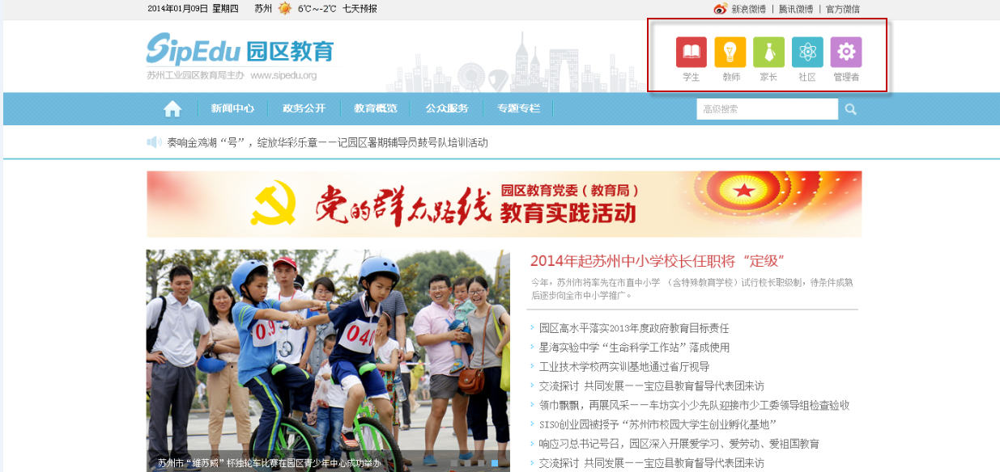 2014年01月09日 星期四 苏州 6℃~-2℃ 七天预报
新浪微博 | 腾讯微博 | 官方微信
SipEdu 园区教育
苏州工业园区教育局主办 www.sipedu.org
学生 教师 家长 社区 管理者
新闻中心 政务公开 教育概览 公众服务 专题专栏 高级搜索
奏响金鸡湖“号”，绽放华彩乐章——记园区暑期辅导员鼓号队培训活动
党的群众路线
园区教育党委（教育局）
教育实践活动
2014年起苏州中小学校长任职将“定级”
今年，苏州市将率先在市直中小学 （含特殊教育学校）试行校长职级制，待条件成熟
后逐步向全市中小学推广。
园区高水平落实2013年度政府教育目标责任
星海实验中学“生命科学工作站”落成使用
工业技术学校两实训基地通过省厅视导
交流探讨 共同发展——宝应县教育督导代表团来访
领巾飘飘，再展风采——车坊实小少先队迎接市少工委领导组检查验收
SISO创业园被授予“苏州市校园大学生创业孵化基地”
响应习总书记号召，园区深入开展爱学习、爱劳动、爱祖国教育
交流探讨 共同发展——宝应县教育督导代表团来访
09
040
苏州市“维苏威”杯独轮车比赛在园区青少年中心成功举办